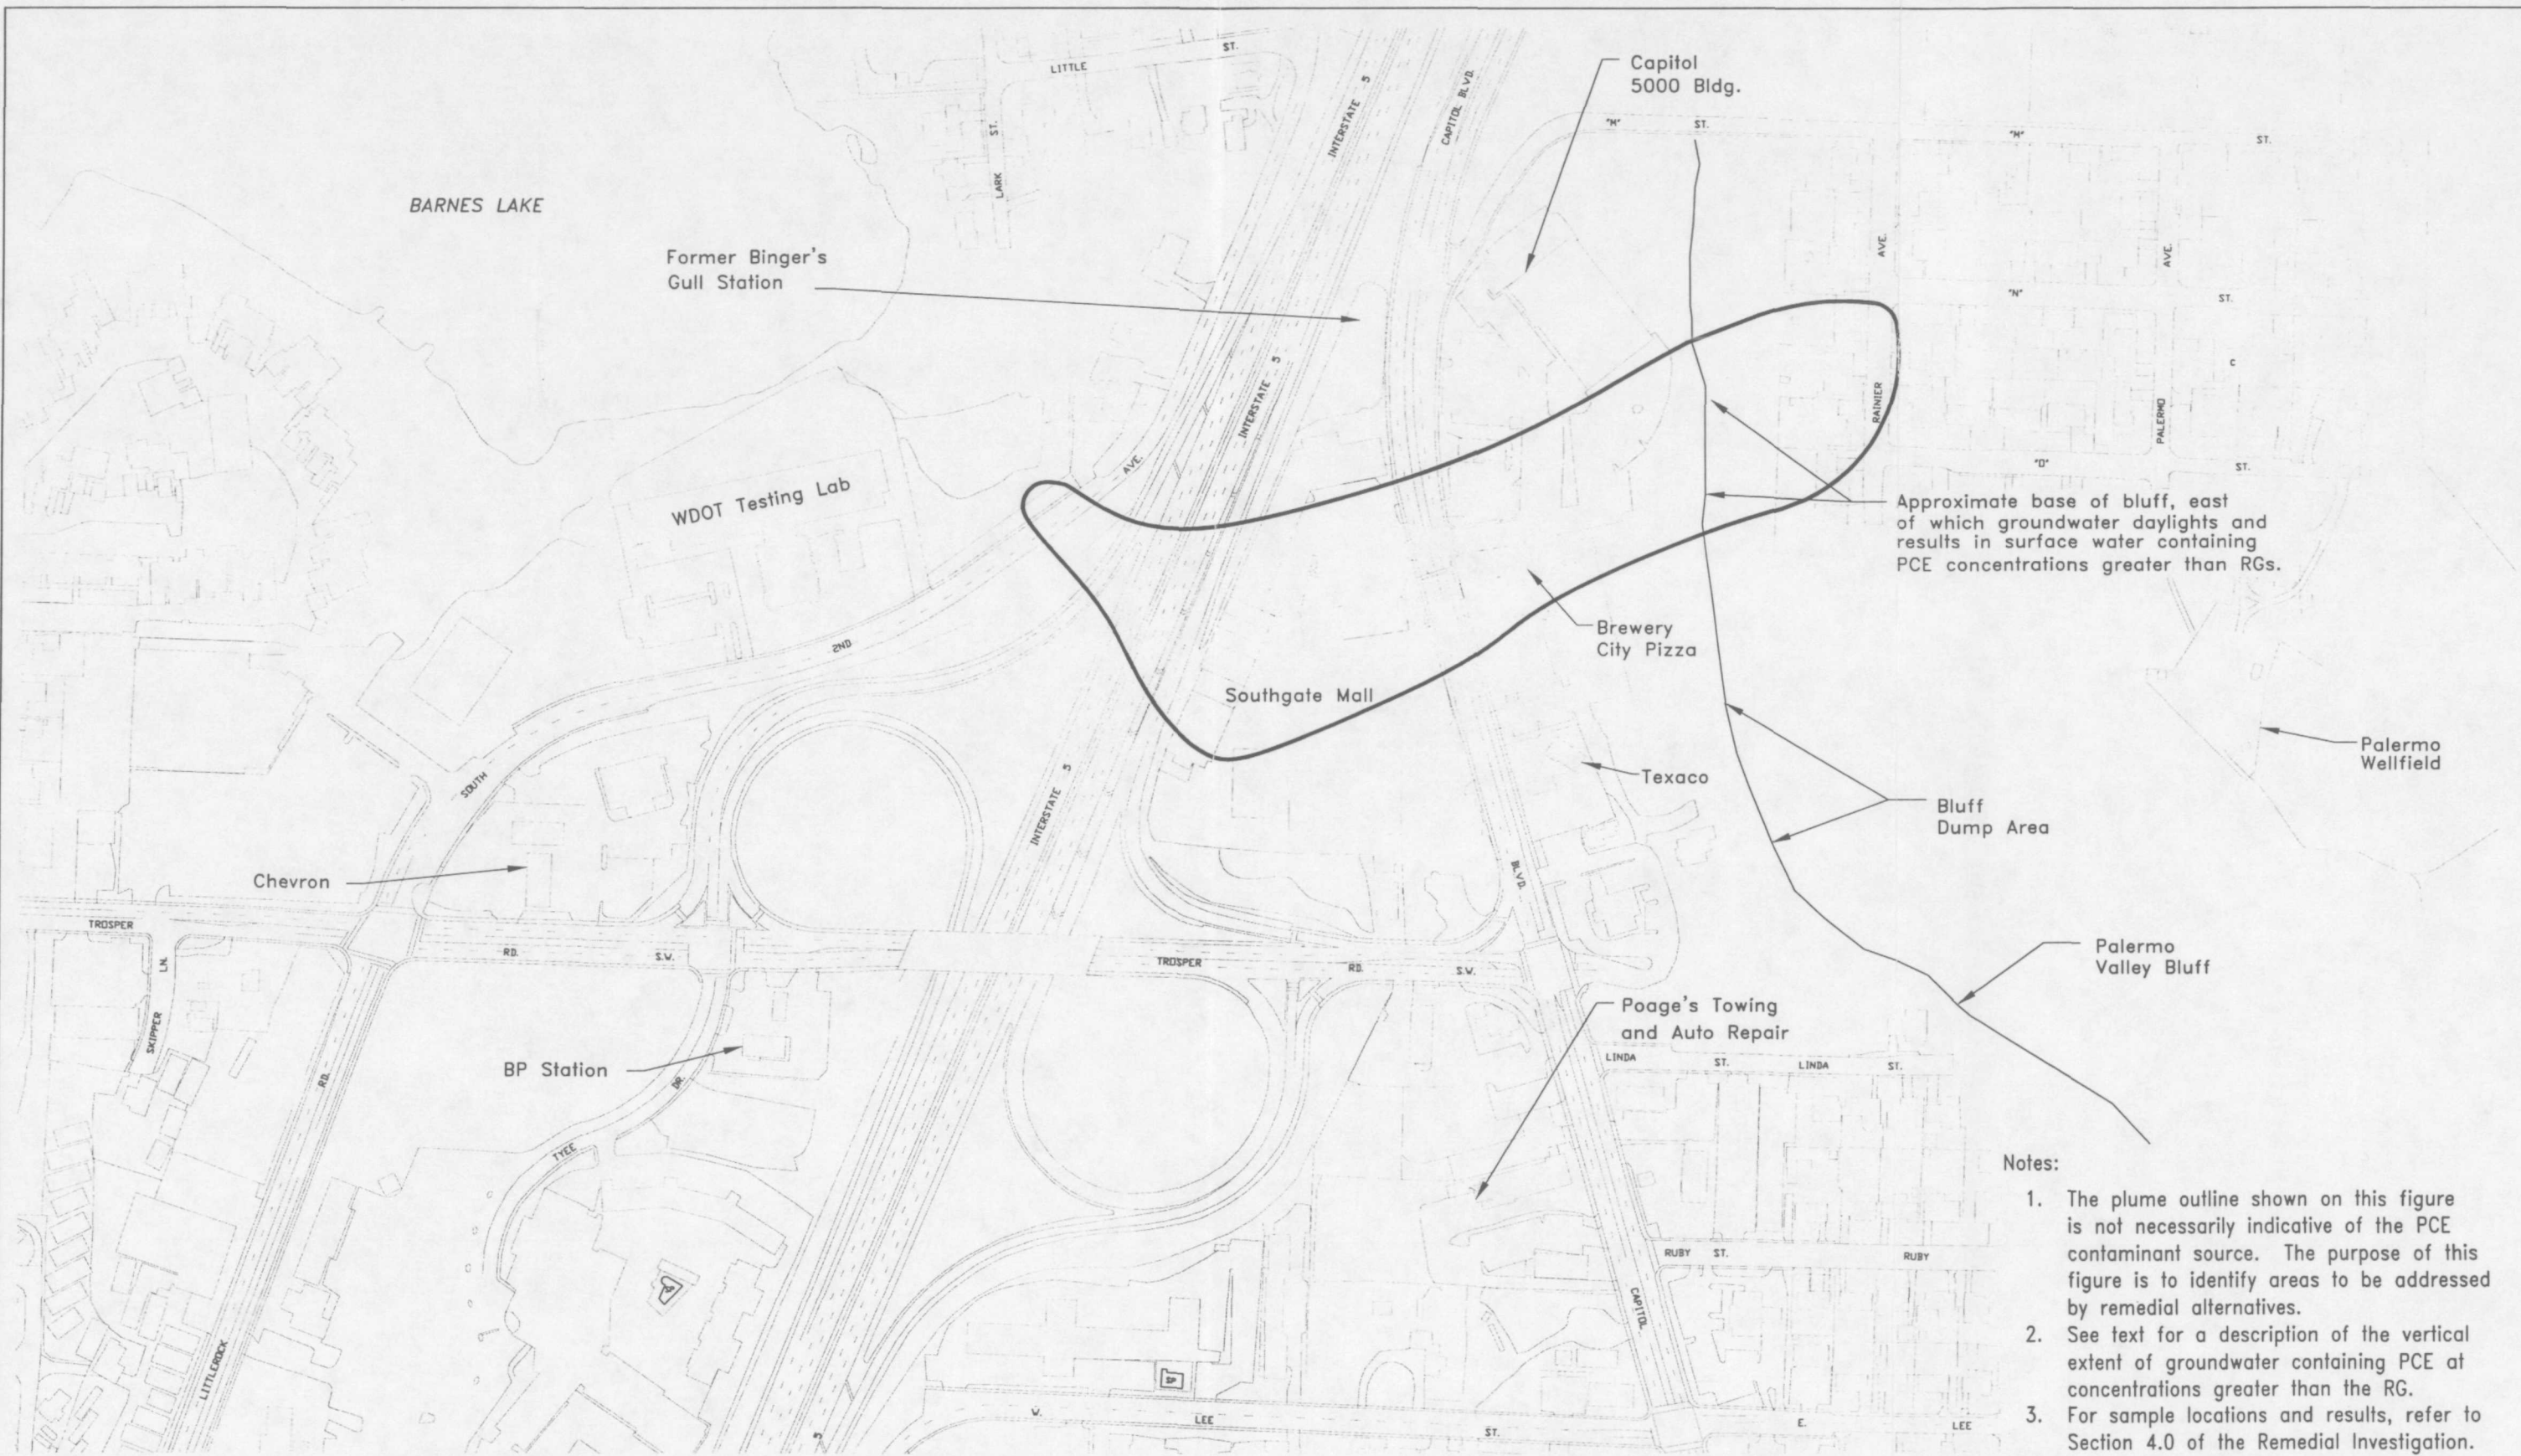 LITTLE
ST.
LARK
ST.
INTERSTATE 5
CAPITOL BLVD.
Capitol
5000 Bldg.
"M"
ST.
"M"
ST.
BARNES LAKE
Former Binger's
Gull Station
AVE.
AVE.
"N"
ST.
C
INTERSTATE 5
RAINIER
PALERMO
AVE.
"O"
ST.
WDOT Testing Lab
Approximate base of bluff, east
of which groundwater daylights and
results in surface water containing
PCE concentrations greater than RGs.
2ND
Brewery
City Pizza
Southgate Mall
Palermo
Wellfield
Texaco
SOUTH
INTERSTATE 5
Bluff
Dump Area
Chevron
BLVD.
TROSPER
RD.
S.W.
TROSPER
RD.
S.W.
LN.
SKIPPER
Palermo
Valley Bluff
Poage's Towing
and Auto Repair
BP Station
RD.
DR.
TYEE
LINDA
ST.
LINDA
ST.
RUBY ST.
RUBY
CAPITOL
LITTLEROCK
5
SP
W.
LEE
ST.
E.
LEE
Notes:
1. The plume outline shown on this figure
is not necessarily indicative of the PCE
contaminant source. The purpose of this
figure is to identify areas to be addressed
by remedial alternatives.
2. See text for a description of the vertical
extent of groundwater containing PCE at
concentrations greater than the RG.
3. For sample locations and results, refer to
Section 4.0 of the Remedial Investigation.